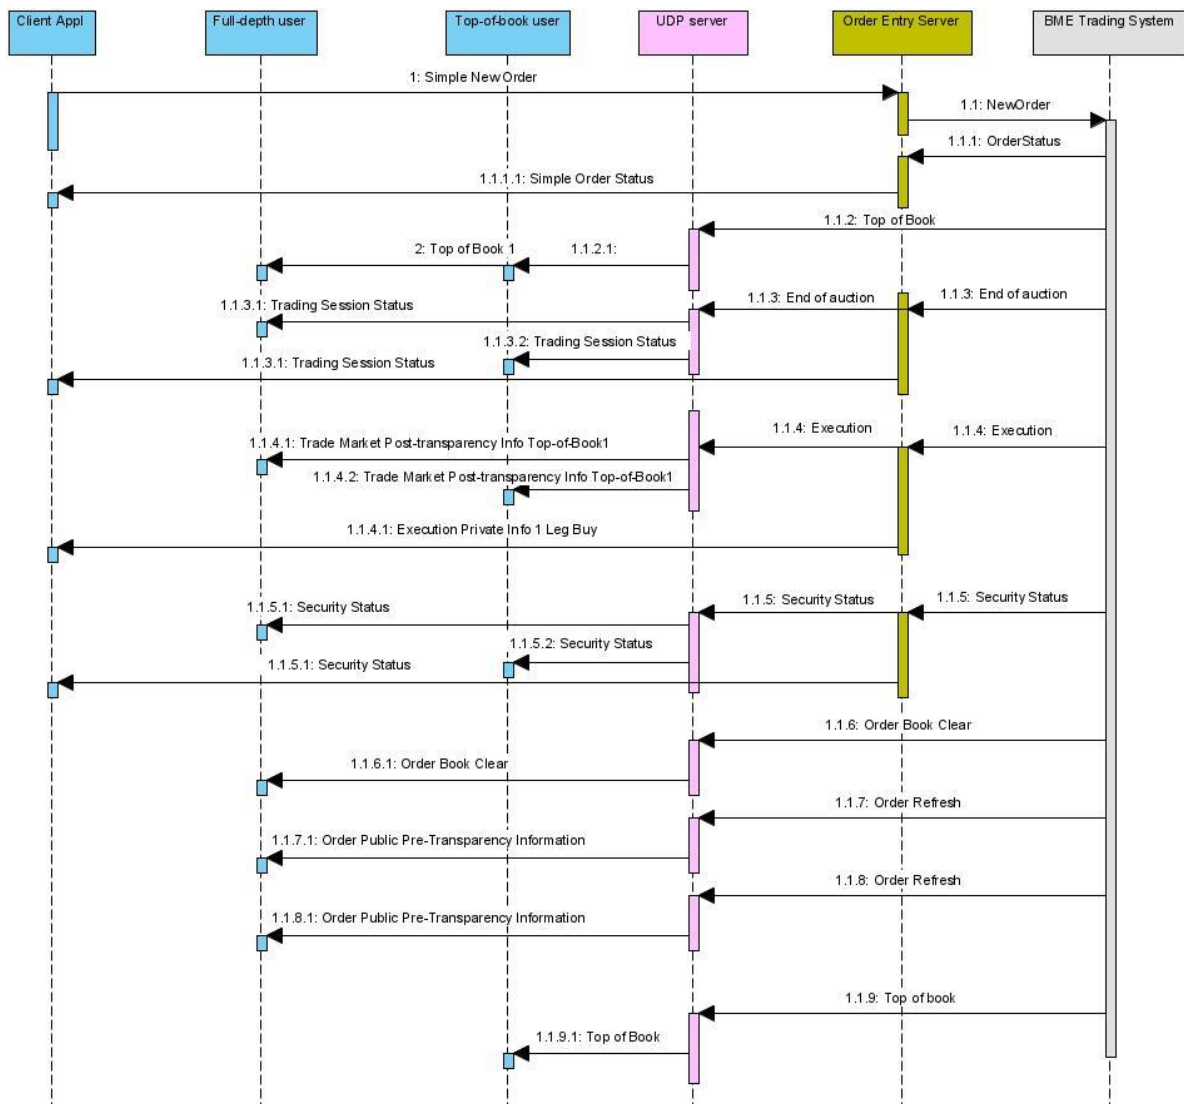 Client Appl
Full-depth user
Top-of-book user
UDP server
Order Entry Server
BME Trading System
1: Simple New Order
1.1: NewOrder
1.1.1: OrderStatus
1.1.1.1: Simple Order Status
1.1.2: Top of Book
2: Top of Book 1
1.1.2.1:
1.1.3: End of auction
1.1.3: End of auction
1.1.3.1: Trading Session Status
1.1.3.2: Trading Session Status
1.1.3.1: Trading Session Status
1.1.4: Execution
1.1.4: Execution
1.1.4.1: Trade Market Post-transparency Info Top-of-Book1
1.1.4.2: Trade Market Post-transparency Info Top-of-Book1
1.1.4.1: Execution Private Info 1 Leg Buy
1.1.5: Security Status
1.1.5: Security Status
1.1.5.1: Security Status
1.1.5.2: Security Status
1.1.5.1: Security Status
1.1.6: Order Book Clear
1.1.6.1: Order Book Clear
1.1.7: Order Refresh
1.1.7.1: Order Public Pre-Transparency Information
1.1.8: Order Refresh
1.1.8.1: Order Public Pre-Transparency Information
1.1.9: Top of book
1.1.9.1: Top of Book